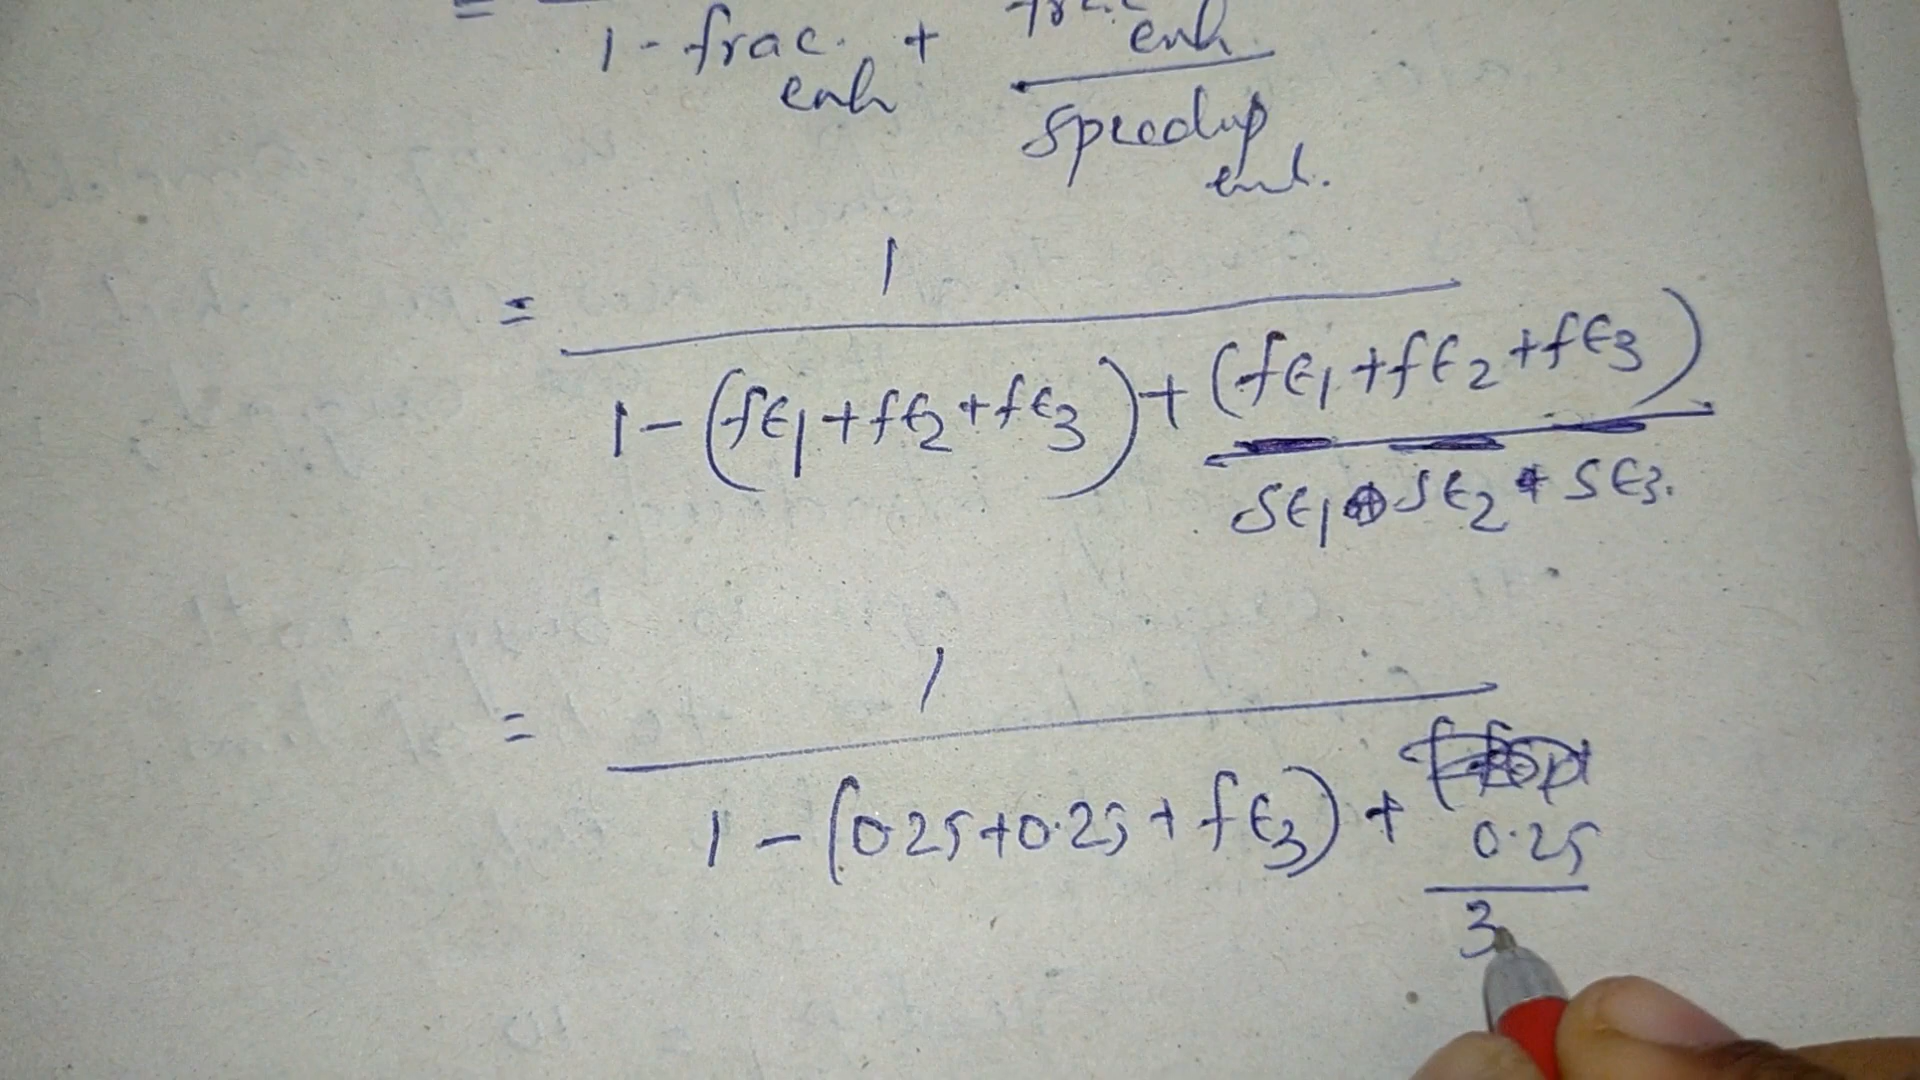 =
1 - frac. + frac. enh
enh
speedup
enh.
1
=
1 - (fE1 + fE2 + fE3) + (fE1 + fE2 + fE3)
SE1 + SE2 + SE3.
1
=
1 - (0.25 + 0.25 + fE3) + 0.25
3